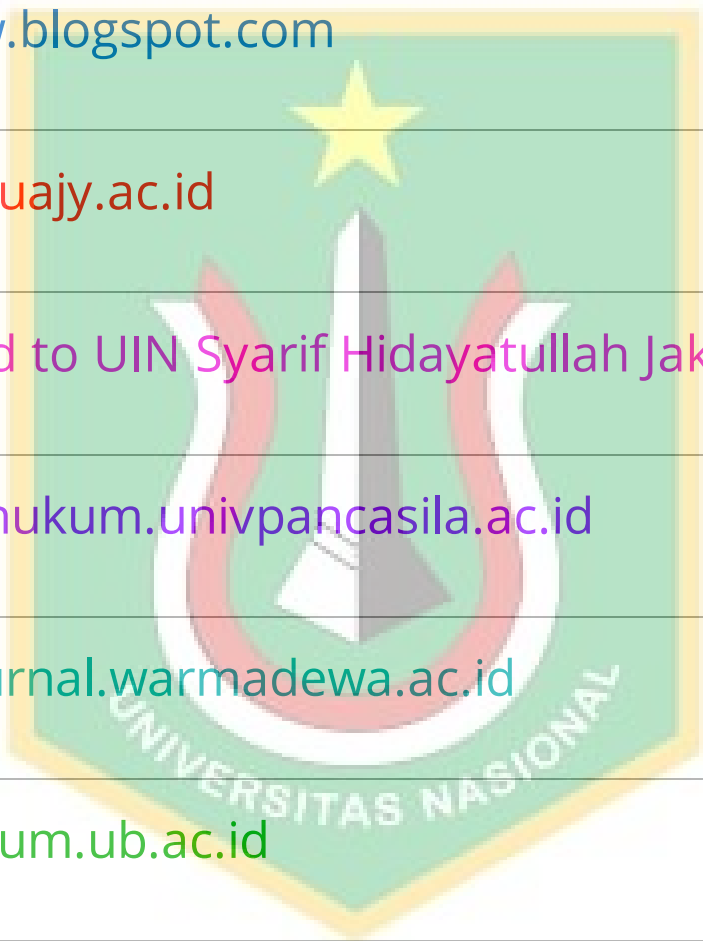 .blogspot.com
uajy.ac.id
d to UIN Syarif Hidayatullah Jak
hukum.univpancasila.ac.id
urnal.warmadewa.ac.id
UNIVERSITAS NASIONAL
um.ub.ac.id